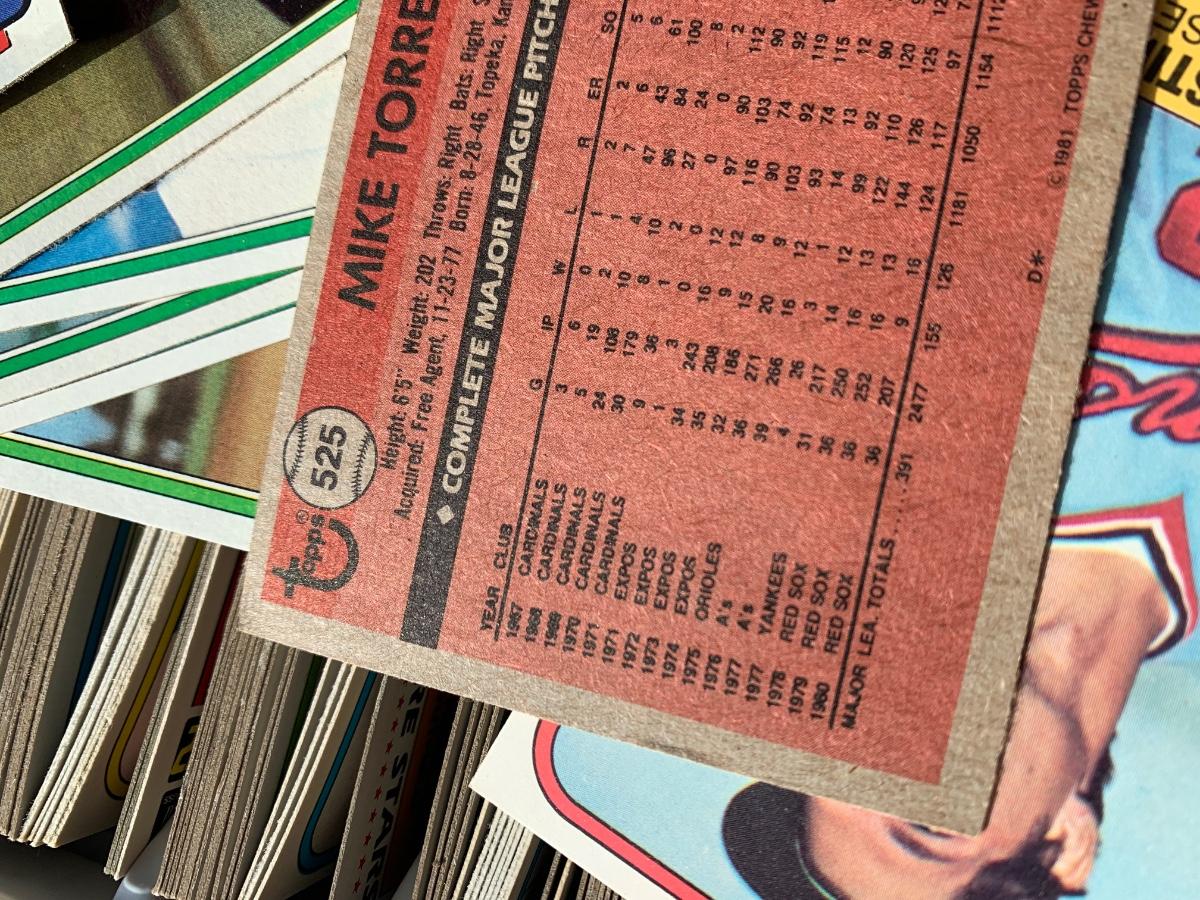 Topps®
525
MIKE TORRE
Height: 6'5" Weight: 202 Throws: Right Bats: Right
Acquired: Free Agent, 11-23-77 Born: 8-28-46, Topeka, Kan
COMPLETE MAJOR LEAGUE PITCH
YEAR CLUB G IP W L R ER SO
1967 CARDINALS 3 6 0 1 2 2 5
1968 CARDINALS 5 19 2 1 7 6 6
1969 CARDINALS 24 108 10 4 47 43 61
1970 CARDINALS 30 179 8 10 96 84 100
1971 CARDINALS 9 36 1 2 27 24 8
1971 EXPOS 1 3 0 0 0 0 2
1972 EXPOS 34 243 16 12 97 90 112
1973 EXPOS 35 208 9 12 116 103 90
1974 EXPOS 32 186 15 8 90 74 92
1975 ORIOLES 36 271 20 9 103 92 119
1976 A's 39 266 16 12 93 74 115
1977 A's 4 26 3 1 14 13 12
1977 YANKEES 31 217 14 12 99 92 90
1978 RED SOX 36 250 16 13 122 110 120
1979 RED SOX 36 252 16 13 144 126 125
1980 RED SOX 36 207 9 16 124 117 97
MAJOR LEA. TOTALS..... 391 2477 155 126 1181 1050 1154
D* ©1981 TOPPS CHEW
RE STARS